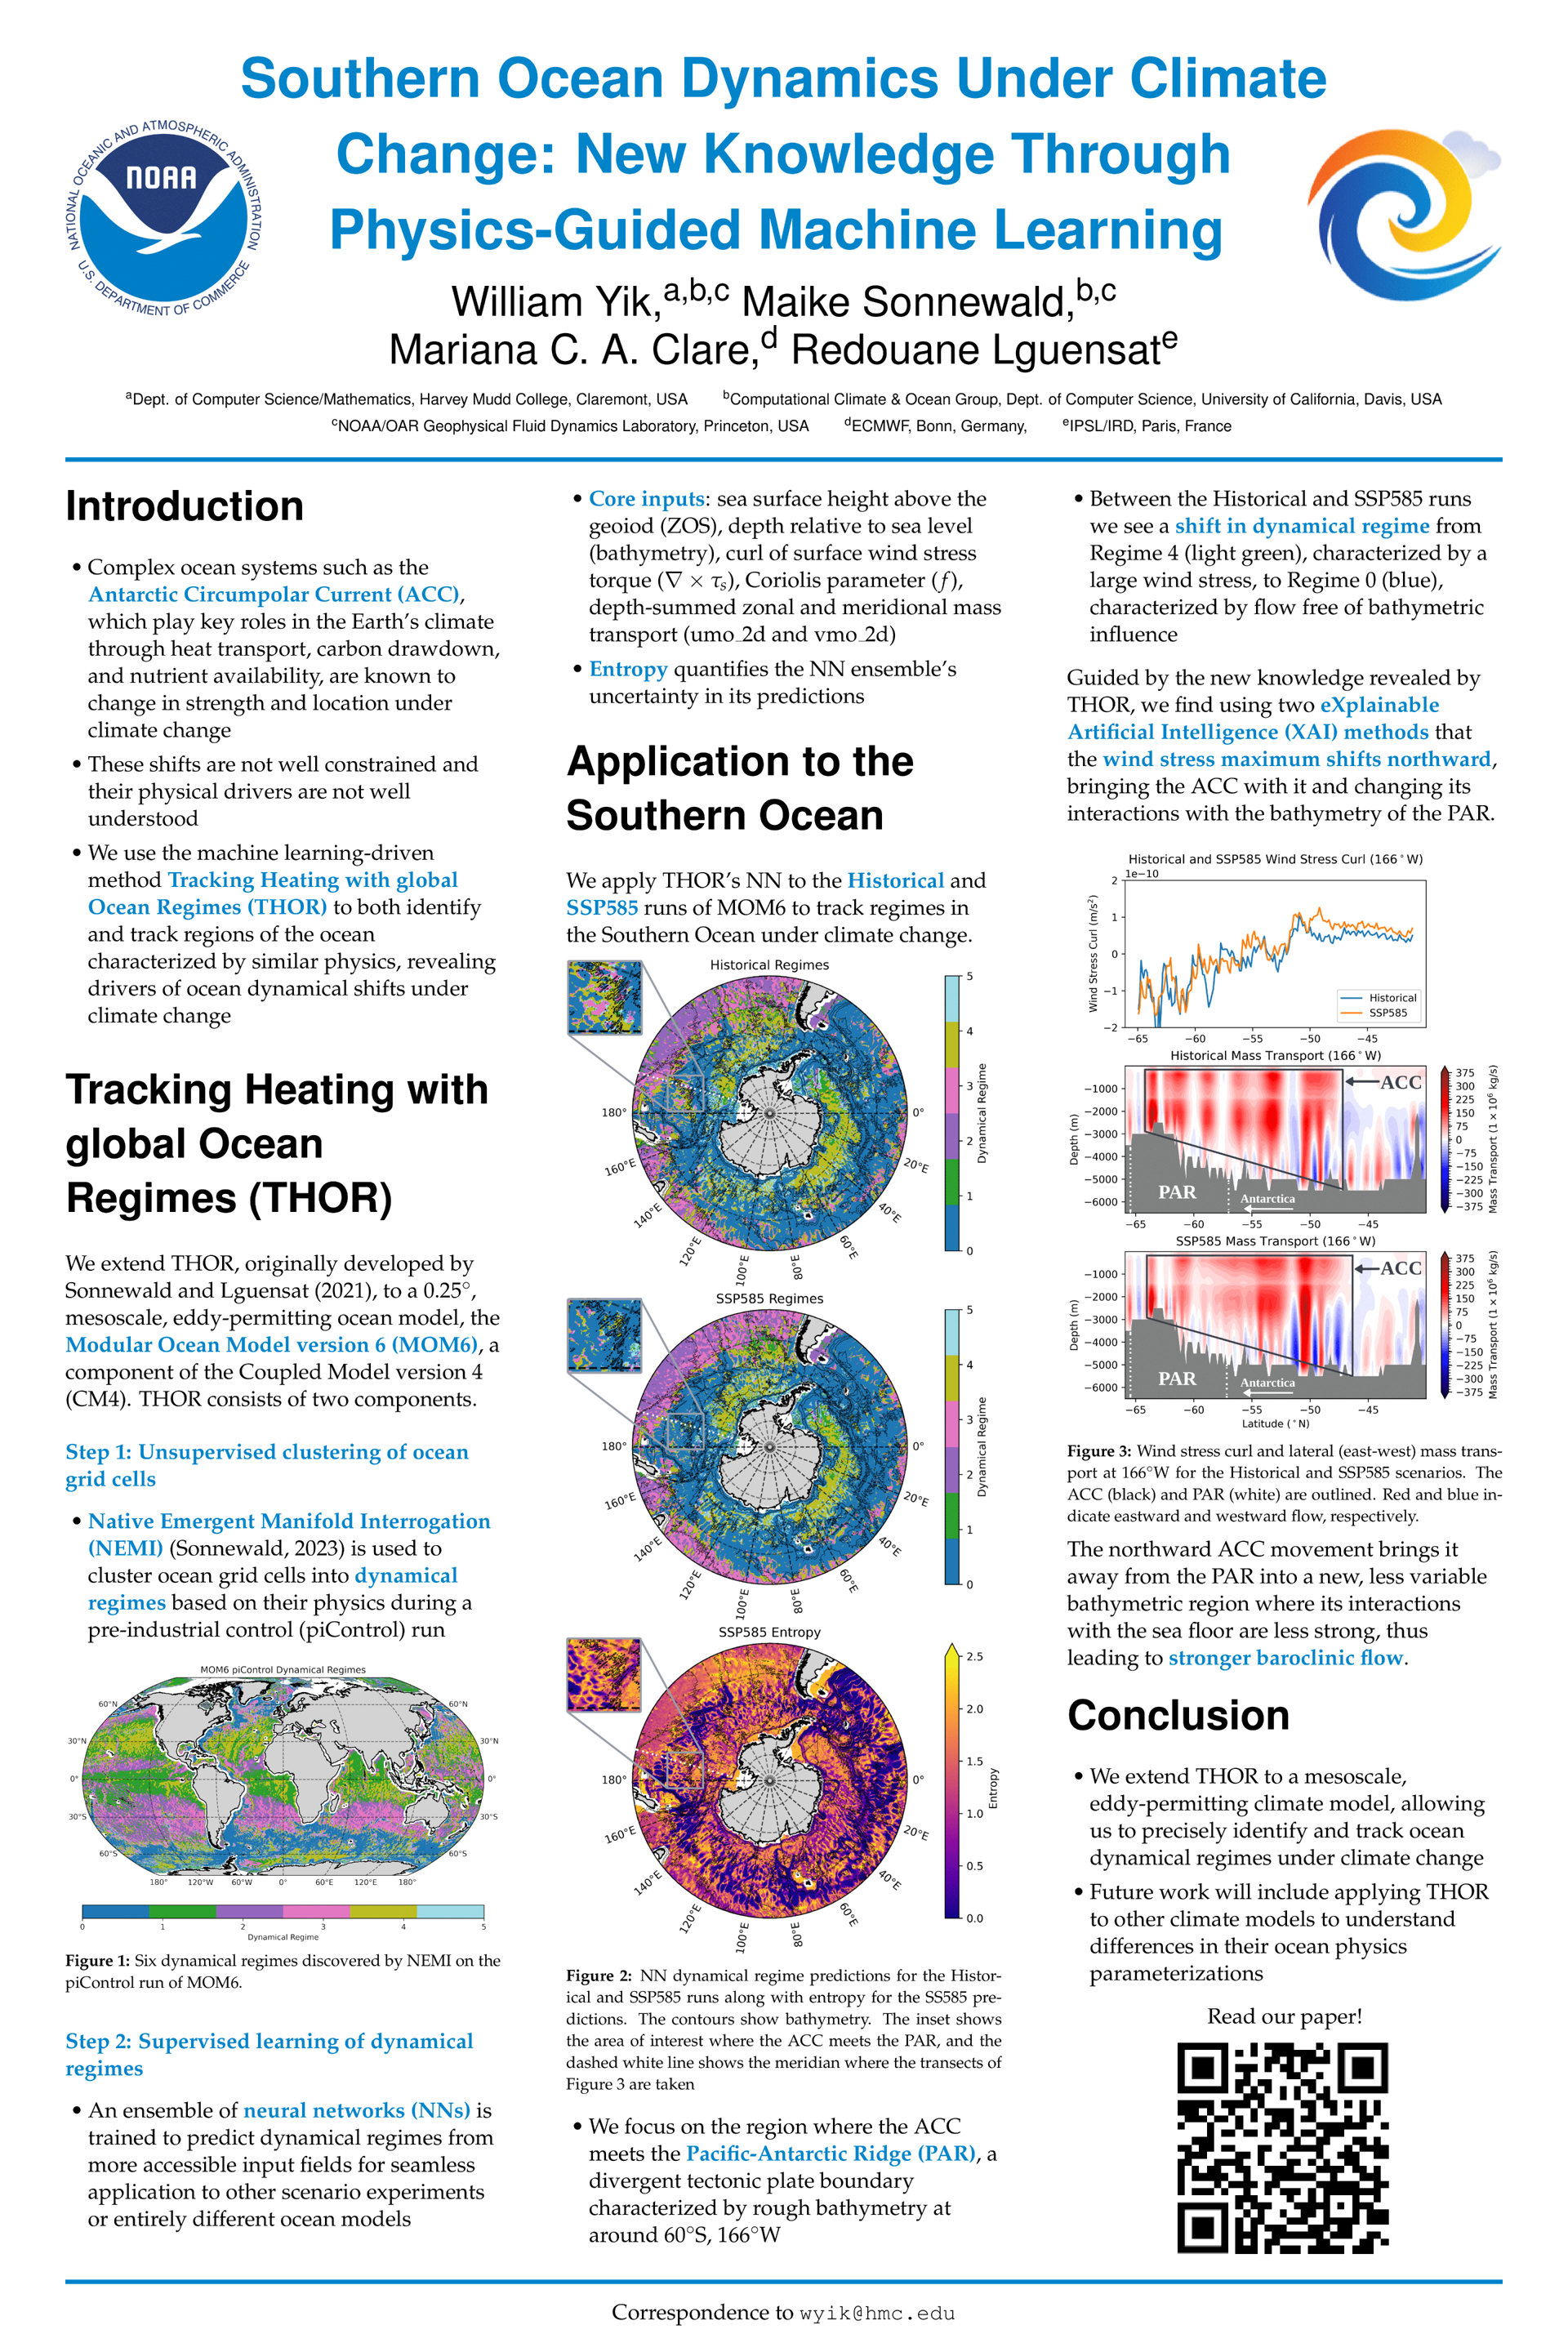 Southern Ocean Dynamics Under Climate
Change: New Knowledge Through
Physics-Guided Machine Learning
NATIONAL OCEANIC AND ATMOSPHERIC ADMINISTRATION
NOAA
U.S. DEPARTMENT OF COMMERCE
William Yik,a,b,c Maike Sonnewald,b,c
Mariana C. A. Clare,d Redouane Lguensate
aDept. of Computer Science/Mathematics, Harvey Mudd College, Claremont, USA bComputational Climate & Ocean Group, Dept. of Computer Science, University of California, Davis, USA
cNOAA/OAR Geophysical Fluid Dynamics Laboratory, Princeton, USA dECMWF, Bonn, Germany, eIPSL/IRD, Paris, France
Introduction
• Complex ocean systems such as the
Antarctic Circumpolar Current (ACC),
which play key roles in the Earth's climate
through heat transport, carbon drawdown,
and nutrient availability, are known to
change in strength and location under
climate change
• These shifts are not well constrained and
their physical drivers are not well
understood
• We use the machine learning-driven
method Tracking Heating with global
Ocean Regimes (THOR) to both identify
and track regions of the ocean
characterized by similar physics, revealing
drivers of ocean dynamical shifts under
climate change
Tracking Heating with
global Ocean
Regimes (THOR)
We extend THOR, originally developed by
Sonnewald and Lguensat (2021), to a 0.25°,
mesoscale, eddy-permitting ocean model, the
Modular Ocean Model version 6 (MOM6), a
component of the Coupled Model version 4
(CM4). THOR consists of two components.
Step 1: Unsupervised clustering of ocean
grid cells
• Native Emergent Manifold Interrogation
(NEMI) (Sonnewald, 2023) is used to
cluster ocean grid cells into dynamical
regimes based on their physics during a
pre-industrial control (piControl) run
MOM6 piControl Dynamical Regimes
60°N 60°N
30°N 30°N
0° 0°
30°S 30°S
60°S 60°S
180° 120°W 60°W 0° 60°E 120°E 180°
0 1 2 3 4 5
Dynamical Regime
Figure 1: Six dynamical regimes discovered by NEMI on the
piControl run of MOM6.
Step 2: Supervised learning of dynamical
regimes
• An ensemble of neural networks (NNs) is
trained to predict dynamical regimes from
more accessible input fields for seamless
application to other scenario experiments
or entirely different ocean models
• Core inputs: sea surface height above the
geoiod (ZOS), depth relative to sea level
(bathymetry), curl of surface wind stress
torque (∇ × τs), Coriolis parameter (f),
depth-summed zonal and meridional mass
transport (umo_2d and vmo_2d)
• Entropy quantifies the NN ensemble's
uncertainty in its predictions
Application to the
Southern Ocean
We apply THOR's NN to the Historical and
SSP585 runs of MOM6 to track regimes in
the Southern Ocean under climate change.
Historical Regimes
180° 160°E 140°E 120°E 100°E 80°E 60°E 40°E 20°E 0°
5
4
3
2
1
0
Dynamical Regime
SSP585 Regimes
180° 160°E 140°E 120°E 100°E 80°E 60°E 40°E 20°E 0°
5
4
3
2
1
0
Dynamical Regime
SSP585 Entropy
180° 160°E 140°E 120°E 100°E 80°E 60°E 40°E 20°E 0°
2.5
2.0
1.5
1.0
0.5
0.0
Entropy
Figure 2: NN dynamical regime predictions for the Histor-
ical and SSP585 runs along with entropy for the SS585 pre-
dictions. The contours show bathymetry. The inset shows
the area of interest where the ACC meets the PAR, and the
dashed white line shows the meridian where the transects of
Figure 3 are taken
• We focus on the region where the ACC
meets the Pacific-Antarctic Ridge (PAR), a
divergent tectonic plate boundary
characterized by rough bathymetry at
around 60°S, 166°W
• Between the Historical and SSP585 runs
we see a shift in dynamical regime from
Regime 4 (light green), characterized by a
large wind stress, to Regime 0 (blue),
characterized by flow free of bathymetric
influence
Guided by the new knowledge revealed by
THOR, we find using two eXplainable
Artificial Intelligence (XAI) methods that
the wind stress maximum shifts northward,
bringing the ACC with it and changing its
interactions with the bathymetry of the PAR.
Historical and SSP585 Wind Stress Curl (166°W)
1e−10
Wind Stress Curl (m/s²)
2
1
0
−1
−2
Historical
SSP585
−65 −60 −55 −50 −45
Historical Mass Transport (166°W)
Depth (m)
−1000
−2000
−3000
−4000
−5000
−6000
ACC
PAR
Antarctica
375
300
225
150
75
0
−75
−150
−225
−300
−375
Mass Transport (1 × 10⁶ kg/s)
−65 −60 −55 −50 −45
SSP585 Mass Transport (166°W)
Depth (m)
−1000
−2000
−3000
−4000
−5000
−6000
ACC
PAR
Antarctica
375
300
225
150
75
0
−75
−150
−225
−300
−375
Mass Transport (1 × 10⁶ kg/s)
−65 −60 −55 −50 −45
Latitude (°N)
Figure 3: Wind stress curl and lateral (east-west) mass trans-
port at 166°W for the Historical and SSP585 scenarios. The
ACC (black) and PAR (white) are outlined. Red and blue in-
dicate eastward and westward flow, respectively.
The northward ACC movement brings it
away from the PAR into a new, less variable
bathymetric region where its interactions
with the sea floor are less strong, thus
leading to stronger baroclinic flow.
Conclusion
• We extend THOR to a mesoscale,
eddy-permitting climate model, allowing
us to precisely identify and track ocean
dynamical regimes under climate change
• Future work will include applying THOR
to other climate models to understand
differences in their ocean physics
parameterizations
Read our paper!
Correspondence to wyik@hmc.edu